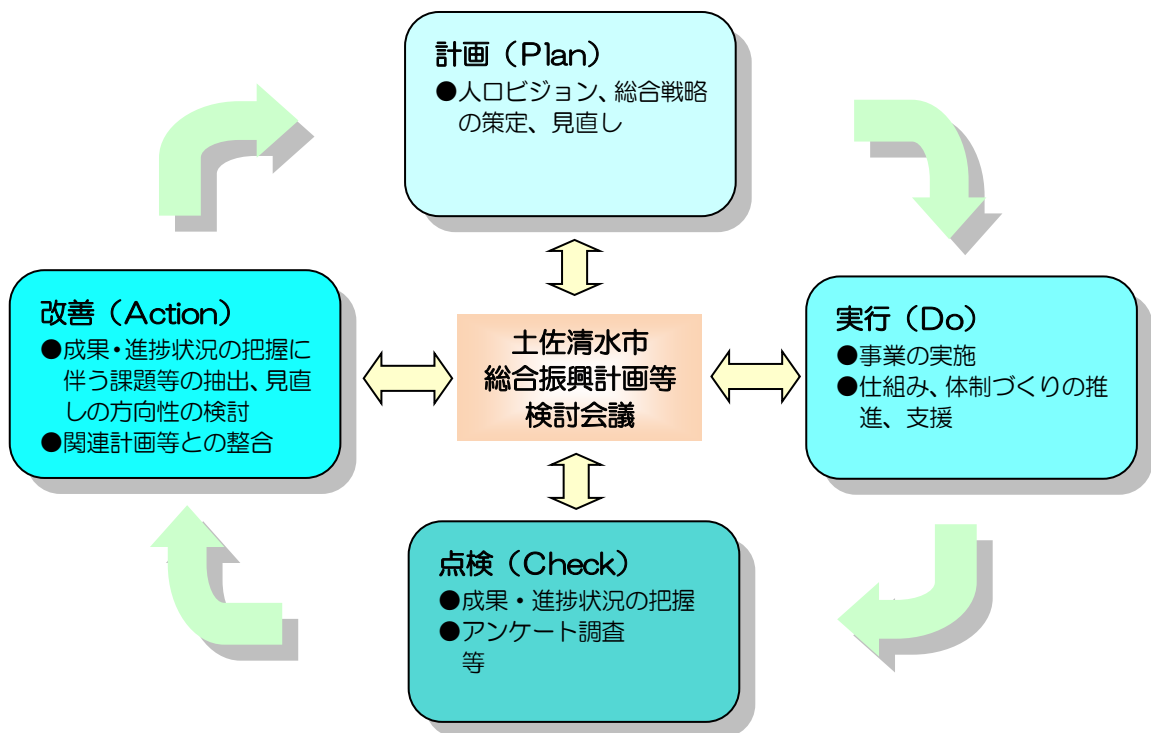 計画（Plan）
●人口ビジョン、総合戦略
の策定、見直し
改善（Action）
●成果・進捗状況の把握に
伴う課題等の抽出、見直
しの方向性の検討
●関連計画等との整合
土佐清水市
総合振興計画等
検討会議
実行（Do）
●事業の実施
●仕組み、体制づくりの推
進、支援
点検（Check）
●成果・進捗状況の把握
●アンケート調査
等